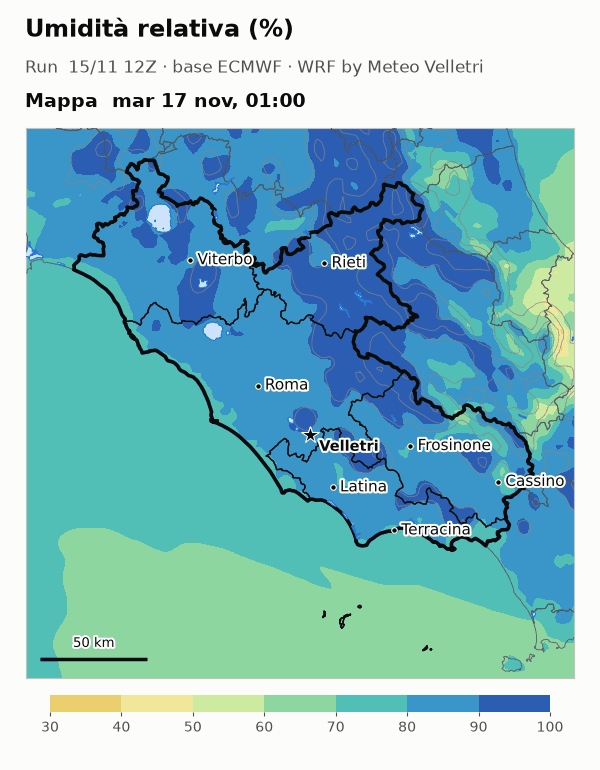 Umidità relativa (%)
Run  15/11 12Z · base ECMWF · WRF by Meteo Velletri
Mappa  mar 17 nov, 01:00
Viterbo
Rieti
Roma
Velletri
Frosinone
Latina
Cassino
Terracina
50 km
30 40 50 60 70 80 90 100